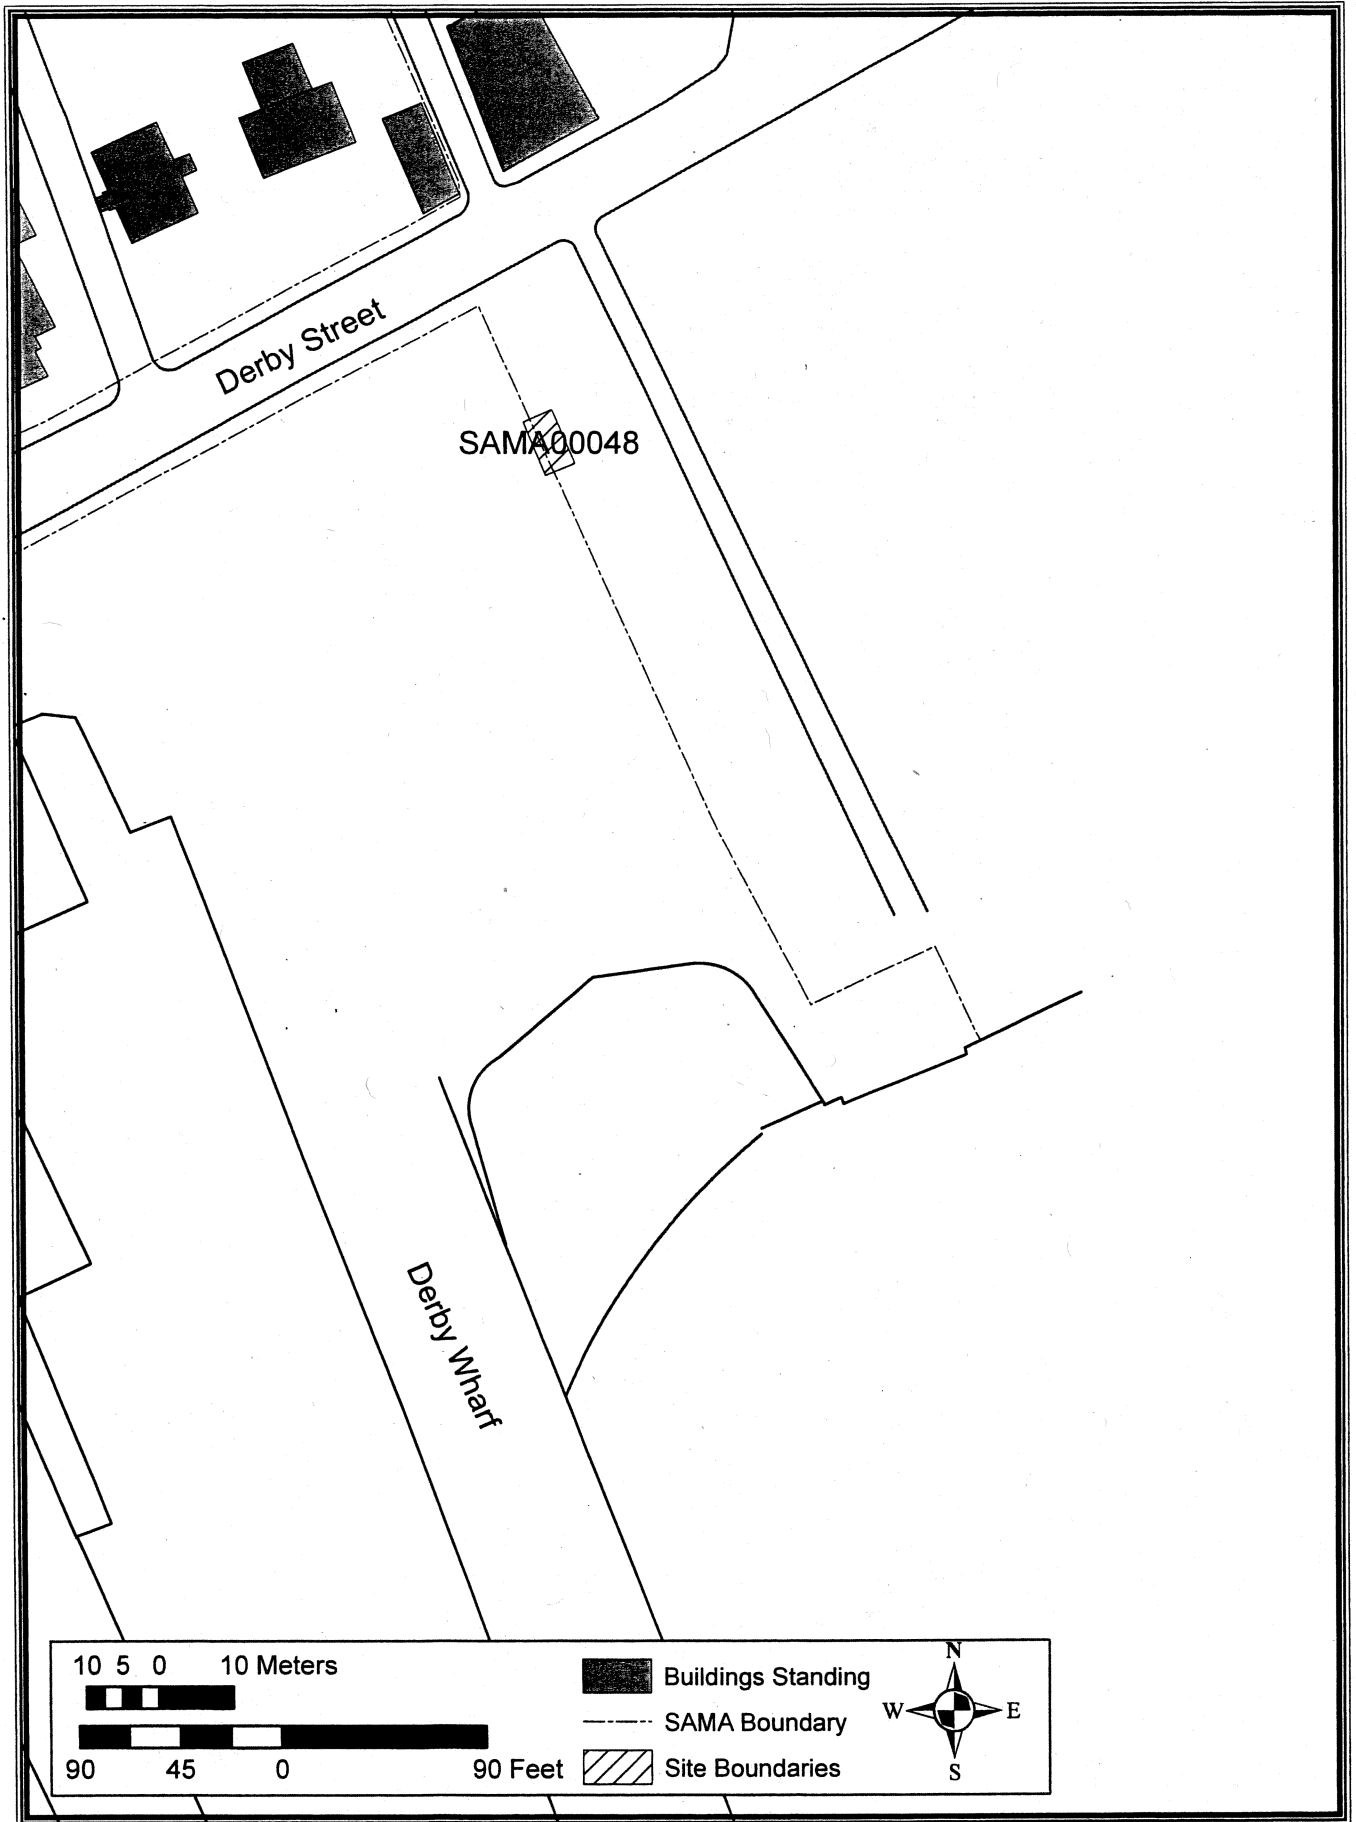 Derby Street
SAMA00048
Derby Wharf
10 5 0 10 Meters
90 45 0 90 Feet
Buildings Standing
SAMA Boundary
Site Boundaries
N
W E
S